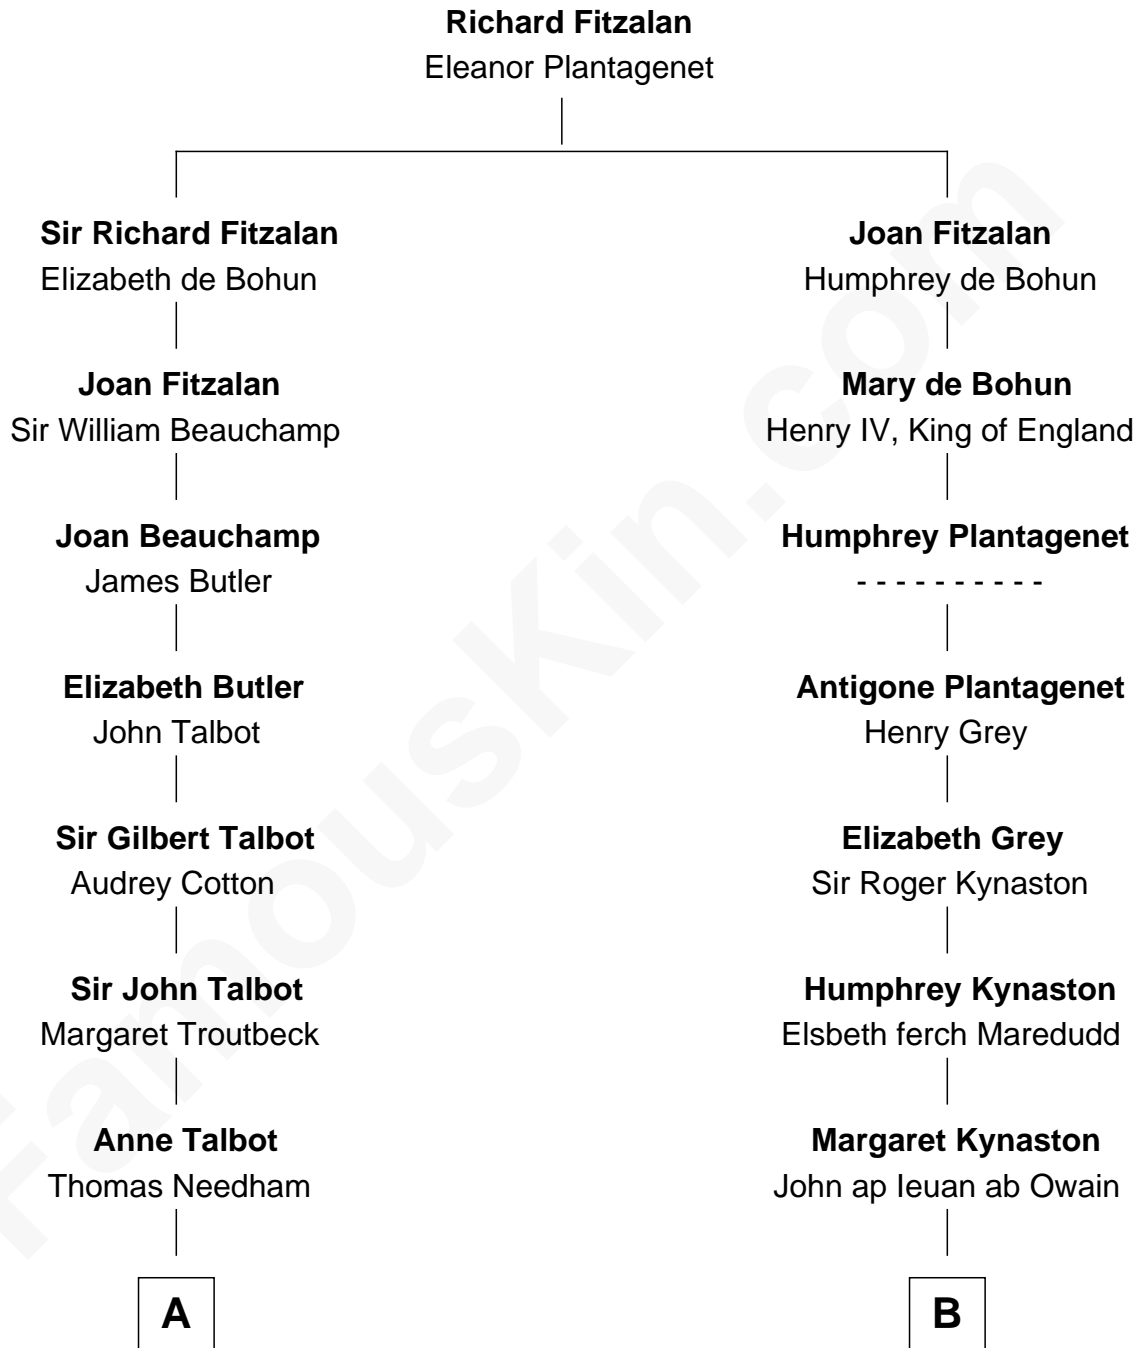 Richard Fitzalan
Eleanor Plantagenet
Sir Richard Fitzalan
Elizabeth de Bohun
Joan Fitzalan
Sir William Beauchamp
Joan Beauchamp
James Butler
Elizabeth Butler
John Talbot
Sir Gilbert Talbot
Audrey Cotton
Sir John Talbot
Margaret Troutbeck
Anne Talbot
Thomas Needham
A
Joan Fitzalan
Humphrey de Bohun
Mary de Bohun
Henry IV, King of England
Humphrey Plantagenet
- - - - - - - - - -
Antigone Plantagenet
Henry Grey
Elizabeth Grey
Sir Roger Kynaston
Humphrey Kynaston
Elsbeth ferch Maredudd
Margaret Kynaston
John ap Ieuan ab Owain
B
FamousKin.com